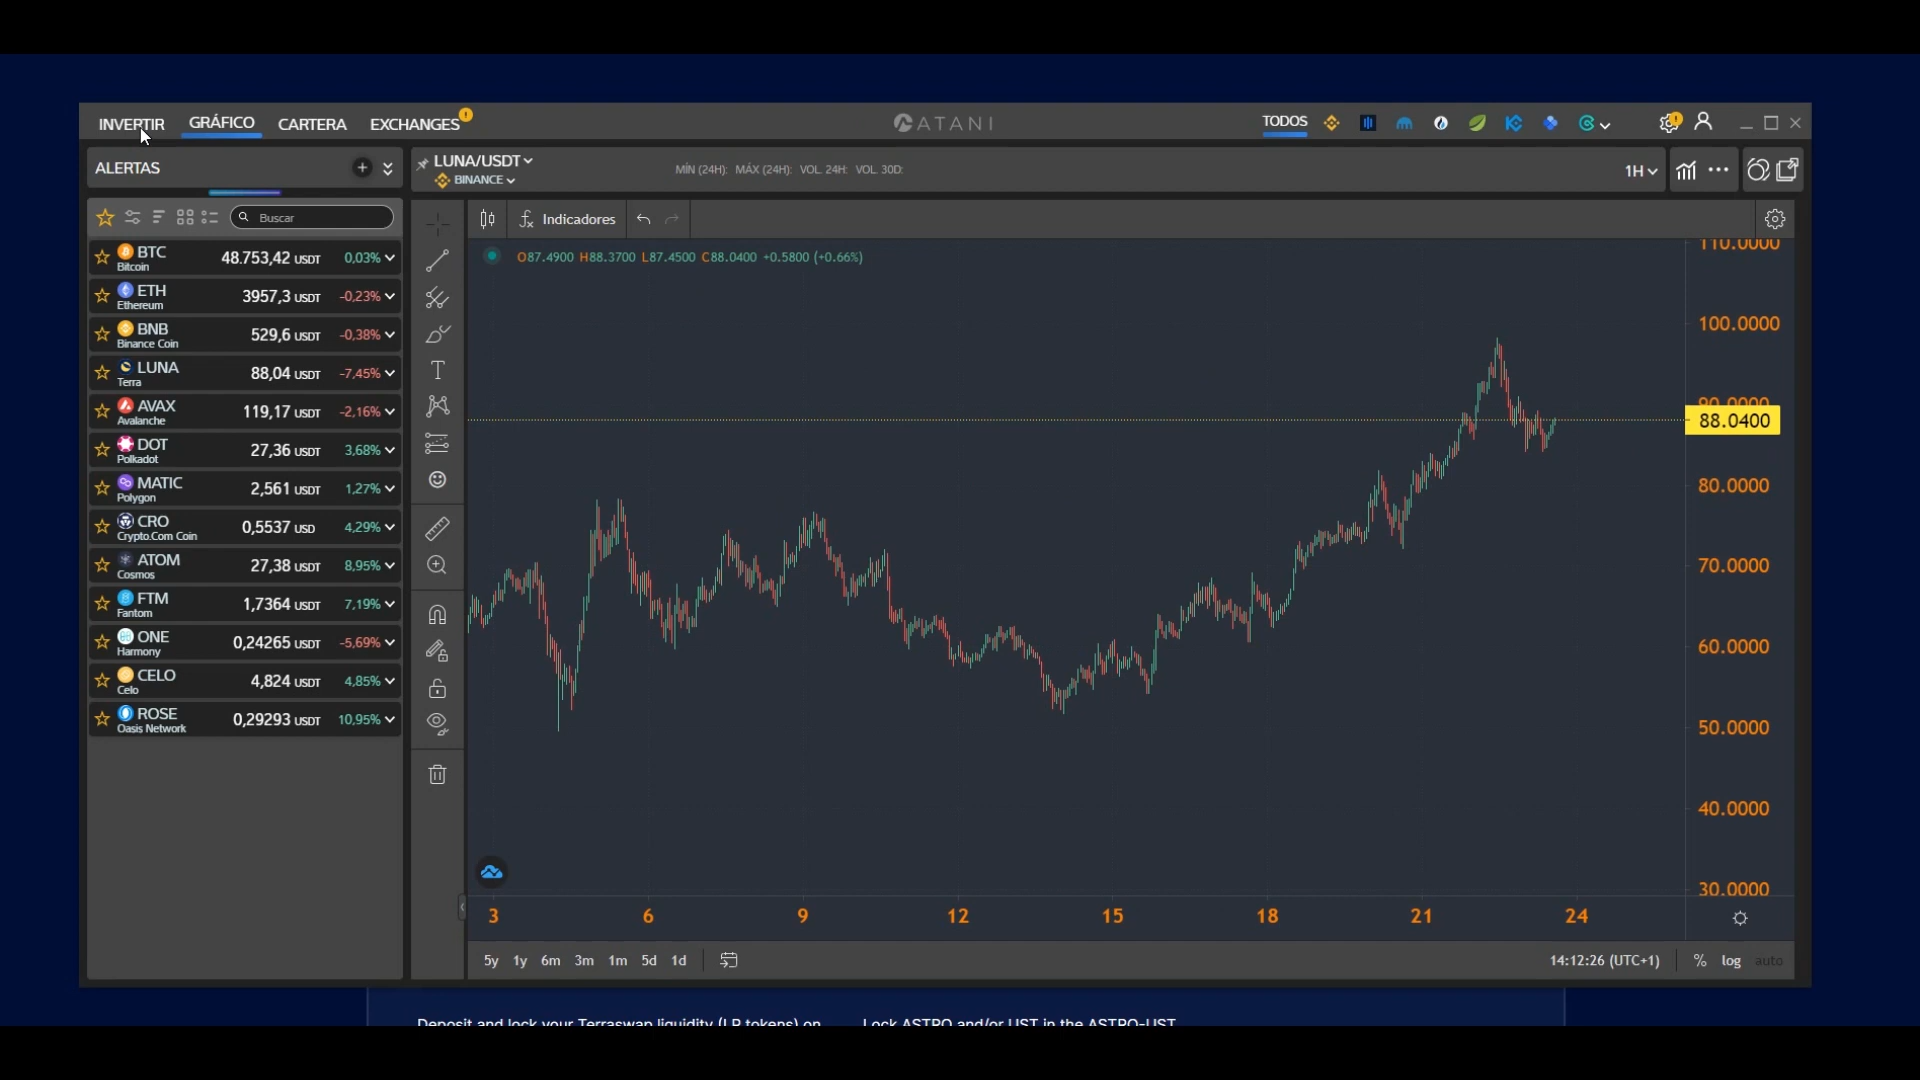 INVERTIR GRÁFICO CARTERA EXCHANGES ATANI TODOS
ALERTAS
LUNA/USDT
BINANCE
MÍN (24H): MÁX (24H): VOL. 24H: VOL. 30D:
1H
Buscar
Indicadores
BTC 48.753,42 USDT 0,03%
Bitcoin
ETH 3957,3 USDT -0,23%
Ethereum
BNB 529,6 USDT -0,38%
Binance Coin
LUNA 88,04 USDT -7,45%
Terra
AVAX 119,17 USDT -2,16%
Avalanche
DOT 27,36 USDT 3,68%
Polkadot
MATIC 2,561 USDT 1,27%
Polygon
CRO 0,5537 USD 4,29%
Crypto.Com Coin
ATOM 27,38 USDT 8,95%
Cosmos
FTM 1,7364 USDT 7,19%
Fantom
ONE 0,24265 USDT -5,69%
Harmony
CELO 4,824 USDT 4,85%
Celo
ROSE 0,29293 USDT 10,95%
Oasis Network
O87.4900 H88.3700 L87.4500 C88.0400 +0.5800 (+0.66%)
110.0000
100.0000
90.0000
88.0400
80.0000
70.0000
60.0000
50.0000
40.0000
30.0000
3 6 9 12 15 18 21 24
5y 1y 6m 3m 1m 5d 1d
14:12:26 (UTC+1) % log auto
Deposit and lock your Terraswap liquidity (LP tokens) on
Lock ASTRO and/or UST in the ASTRO-UST